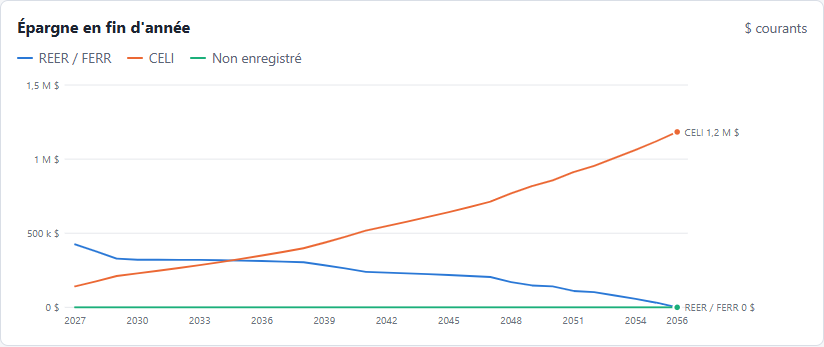 Épargne en fin d'année
$ courants
REER / FERR
CELI
Non enregistré
1,5 M $
1 M $
500 k $
0 $
CELI 1,2 M $
REER / FERR 0 $
2027 2030 2033 2036 2039 2042 2045 2048 2051 2054 2056